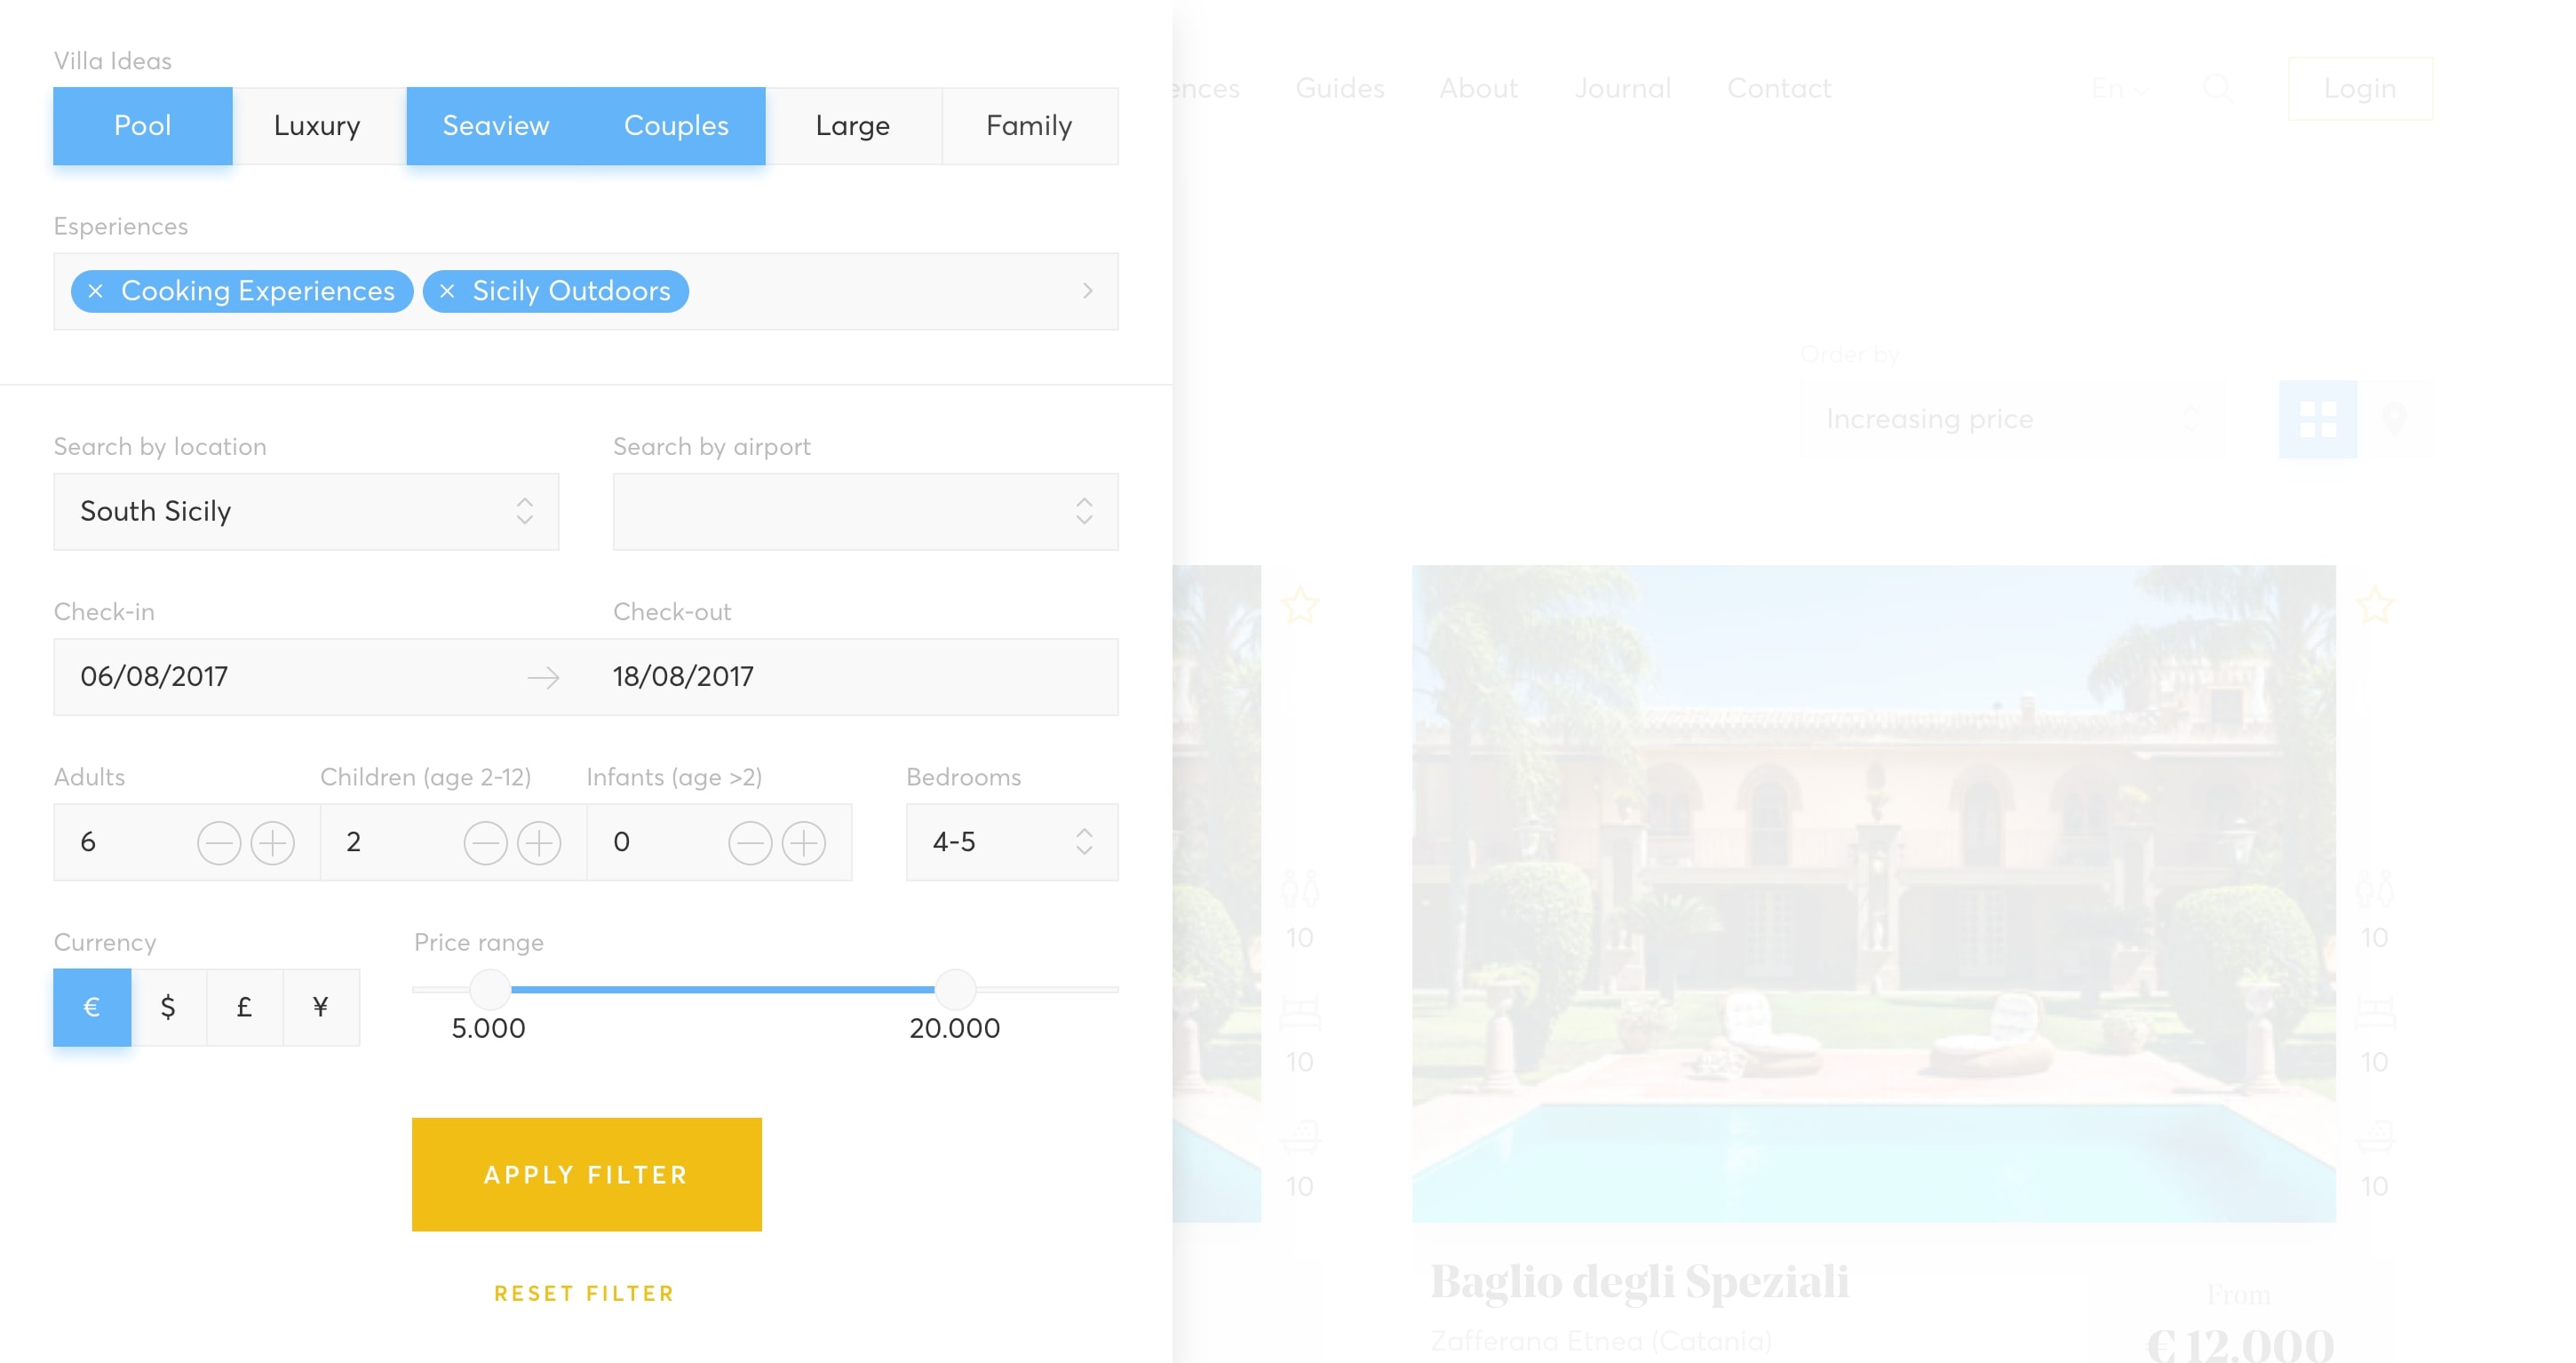 Villa Ideas
Pool Luxury Seaview Couples Large Family
Esperiences
× Cooking Experiences × Sicily Outdoors
Search by location Search by airport
South Sicily
Check-in Check-out
06/08/2017 18/08/2017
Adults Children (age 2-12) Infants (age >2) Bedrooms
6 2 0 4-5
Currency Price range
€ $ £ ¥
5.000 20.000
APPLY FILTER
RESET FILTER
ences Guides About Journal Contact En Login
Order by
Increasing price
10
10
10
10
10
10
Baglio degli Speziali
Zafferana Etnea (Catania)
From
€ 12.000